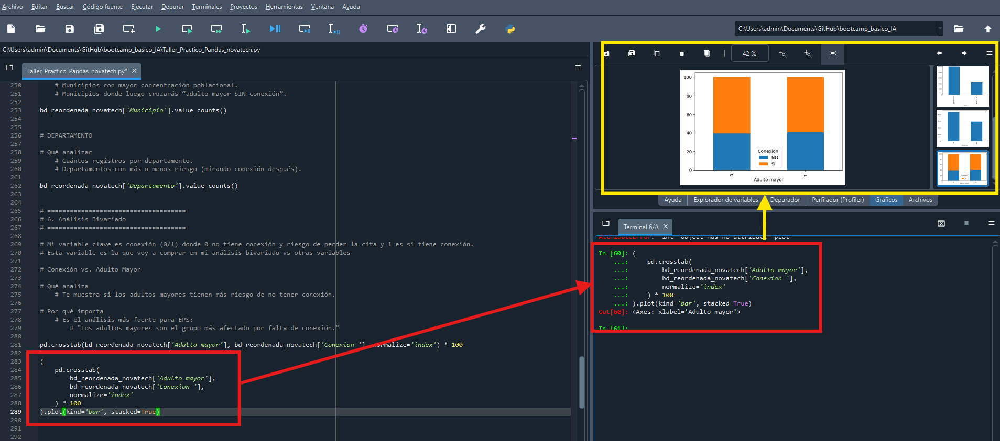 Archivo Editar Buscar Código fuente Ejecutar Depurar Terminales Proyectos Herramientas Ventana Ayuda
C:\Users\admin\Documents\GitHub\bootcamp_basico_IA
C:\Users\admin\Documents\GitHub\bootcamp_basico_IA\Taller_Practico_Pandas_novatech.py
Taller_Practico_Pandas_novatech.py*
250 # Municipios con mayor concentración poblacional.
251 # Municipios donde luego cruzarás “adulto mayor SIN conexión”.
252
253 bd_reordenada_novatech['Municipio'].value_counts()
254
255
256 # DEPARTAMENTO
257
258 # Qué analizar
259 # Cuántos registros por departamento.
260 # Departamentos con más o menos riesgo (mirando conexión después).
261
262 bd_reordenada_novatech['Departamento'].value_counts()
263
264
265 # =====================================
266 # 6. Análisis Bivariado
267 # =====================================
268
269 # Mi variable clave es conexión (0/1) donde 0 no tiene conexión y riesgo de perder la cita y 1 es si tiene conexión.
270 # Esta variable es la que voy a comprar en mi análisis bivariado vs otras variables
271
272 # Conexión vs. Adulto Mayor
273
274 # Qué analiza
275 # Te muestra si los adultos mayores tienen más riesgo de no tener conexión.
276
277 # Por qué importa
278 # Es el análisis más fuerte para EPS:
279 # "Los adultos mayores son el grupo más afectado por falta de conexión."
280
281 pd.crosstab(bd_reordenada_novatech['Adulto mayor'], bd_reordenada_novatech['Conexion '], normalize='index') * 100
282
283 (
284 pd.crosstab(
285 bd_reordenada_novatech['Adulto mayor'],
286 bd_reordenada_novatech['Conexion '],
287 normalize='index'
288 ) * 100
289 ).plot(kind='bar', stacked=True)
290
291
292
42 %
100
80
60
40
20
0
Conexion
NO
SI
0 1
Adulto mayor
Ayuda Explorador de variables Depurador Perfilador (Profiler) Gráficos Archivos
Terminal 6/A
AttributeError: 'int' object has no attribute 'plot'
In [60]: (
...: pd.crosstab(
...: bd_reordenada_novatech['Adulto mayor'],
...: bd_reordenada_novatech['Conexion '],
...: normalize='index'
...: ) * 100
...: ).plot(kind='bar', stacked=True)
Out[60]: <Axes: xlabel='Adulto mayor'>
In [61]: